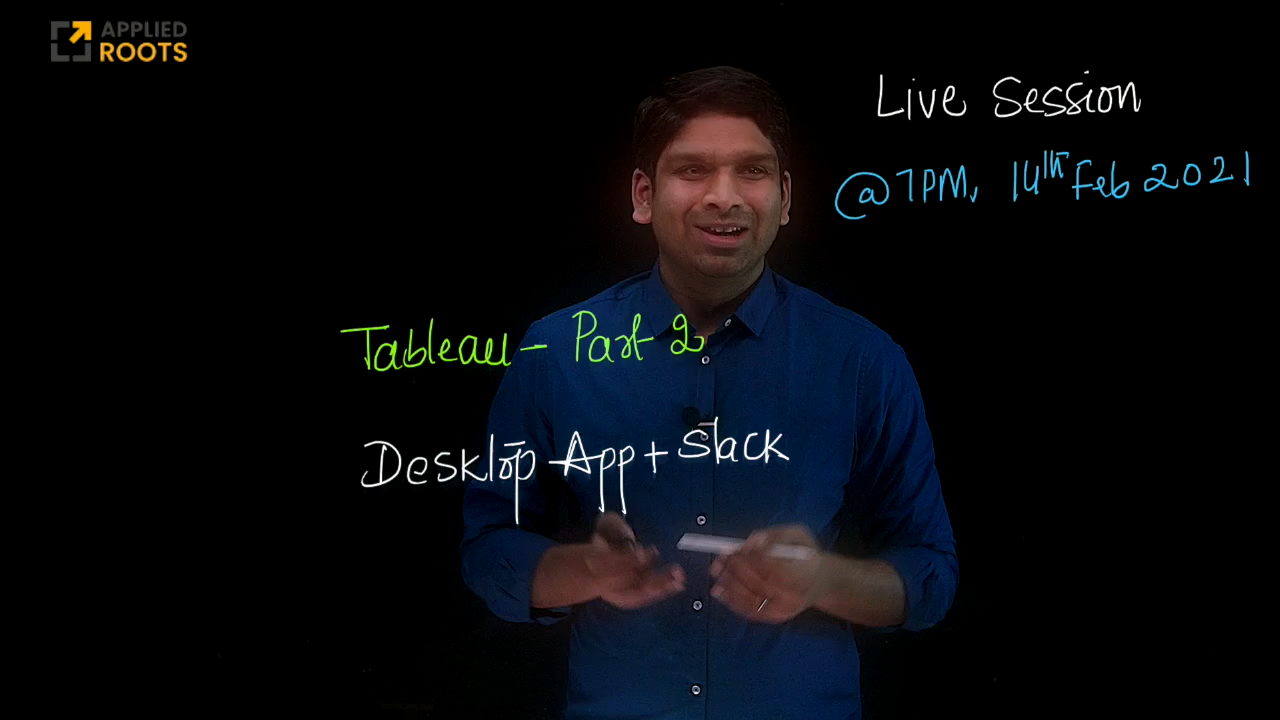 APPLIED
ROOTS
Live Session
@ 7PM, 14th Feb 2021
Tableau - Part 2
Desktop App + Slack